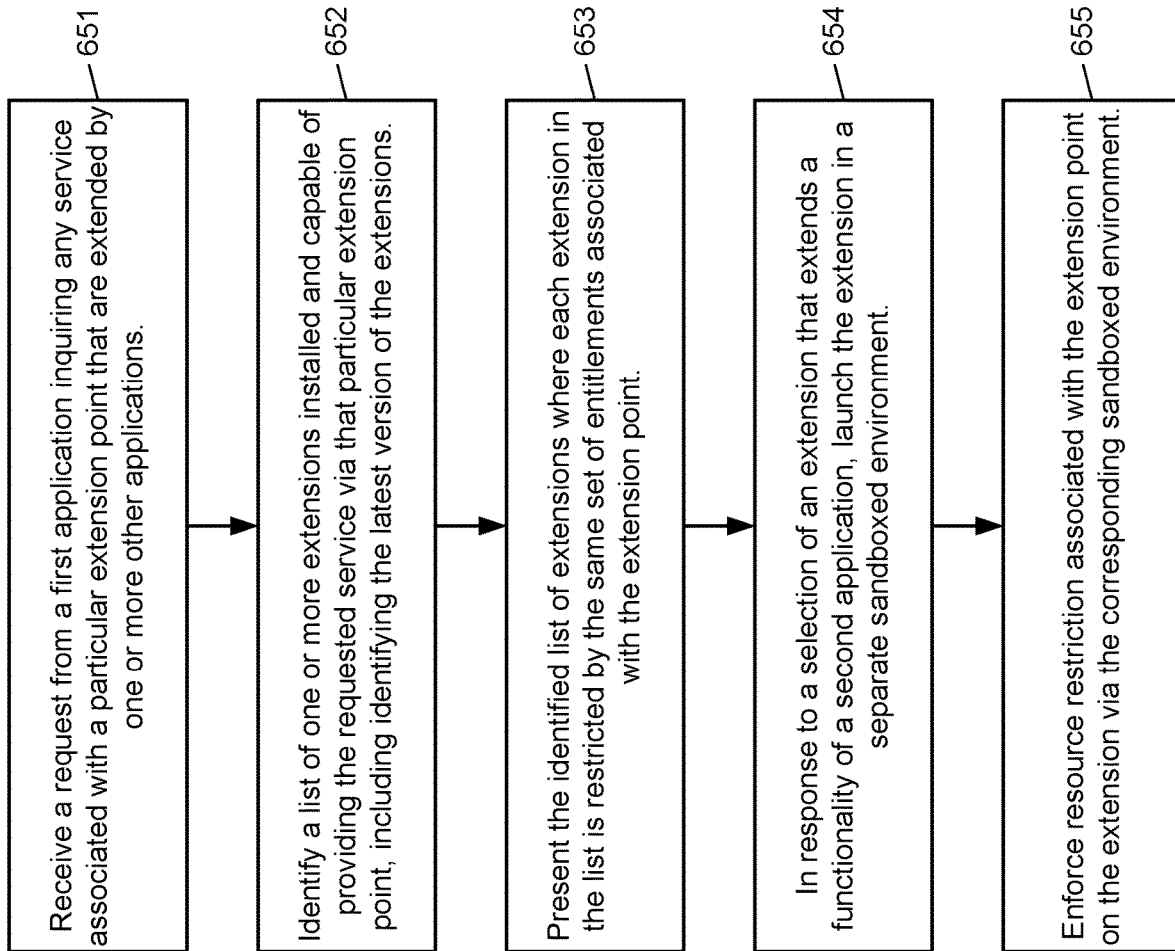 Receive a request from a first application inquiring any service
associated with a particular extension point that are extended by
one or more other applications.
651
Identify a list of one or more extensions installed and capable of
providing the requested service via that particular extension
point, including identifying the latest version of the extensions.
652
Present the identified list of extensions where each extension in
the list is restricted by the same set of entitlements associated
with the extension point.
653
In response to a selection of an extension that extends a
functionality of a second application, launch the extension in a
separate sandboxed environment.
654
Enforce resource restriction associated with the extension point
on the extension via the corresponding sandboxed environment.
655